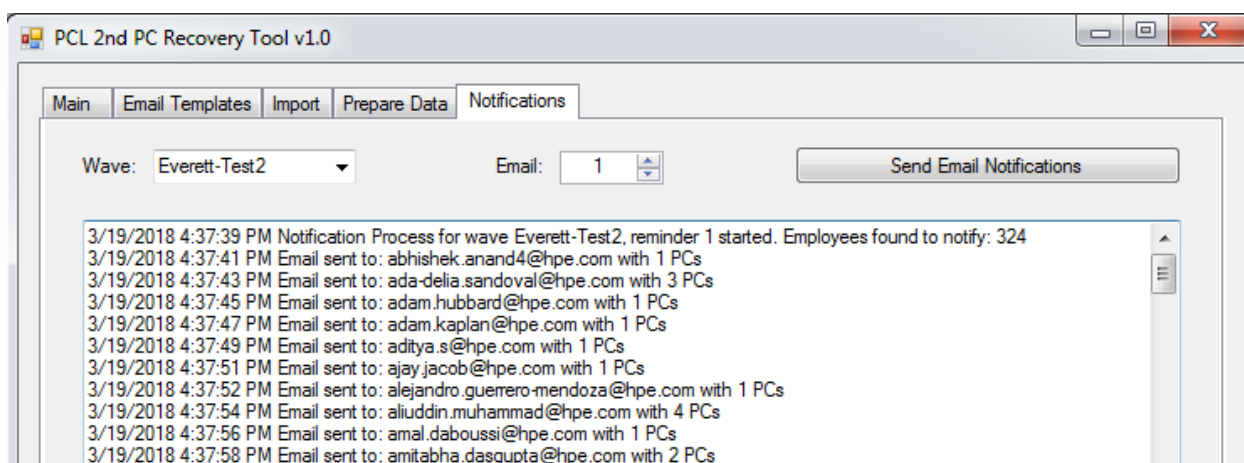 PCL 2nd PC Recovery Tool v1.0
Main Email Templates Import Prepare Data Notifications
Wave: Everett-Test2 Email: 1 Send Email Notifications
3/19/2018 4:37:39 PM Notification Process for wave Everett-Test2, reminder 1 started. Employees found to notify: 324
3/19/2018 4:37:41 PM Email sent to: abhishek.anand4@hpe.com with 1 PCs
3/19/2018 4:37:43 PM Email sent to: ada-delia.sandoval@hpe.com with 3 PCs
3/19/2018 4:37:45 PM Email sent to: adam.hubbard@hpe.com with 1 PCs
3/19/2018 4:37:47 PM Email sent to: adam.kaplan@hpe.com with 1 PCs
3/19/2018 4:37:49 PM Email sent to: aditya.s@hpe.com with 1 PCs
3/19/2018 4:37:51 PM Email sent to: ajay.jacob@hpe.com with 1 PCs
3/19/2018 4:37:52 PM Email sent to: alejandro.guerrero-mendoza@hpe.com with 1 PCs
3/19/2018 4:37:54 PM Email sent to: aliuddin.muhammad@hpe.com with 4 PCs
3/19/2018 4:37:56 PM Email sent to: amal.daboussi@hpe.com with 1 PCs
3/19/2018 4:37:58 PM Email sent to: amitabha.dasgupta@hpe.com with 2 PCs